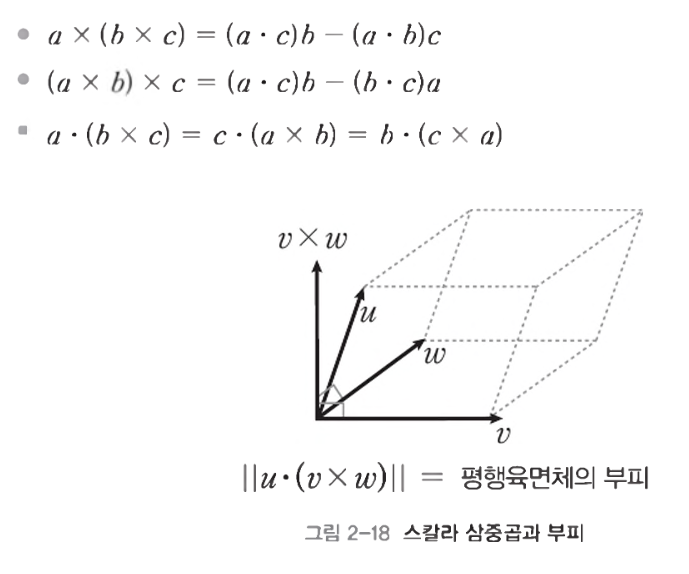 • a × (b × c) = (a · c)b − (a · b)c
• (a × b) × c = (a · c)b − (b · c)a
▪ a · (b × c) = c · (a × b) = b · (c × a)
v × w
u
w
v
||u · (v × w)|| = 평행육면체의 부피
그림 2-18 스칼라 삼중곱과 부피